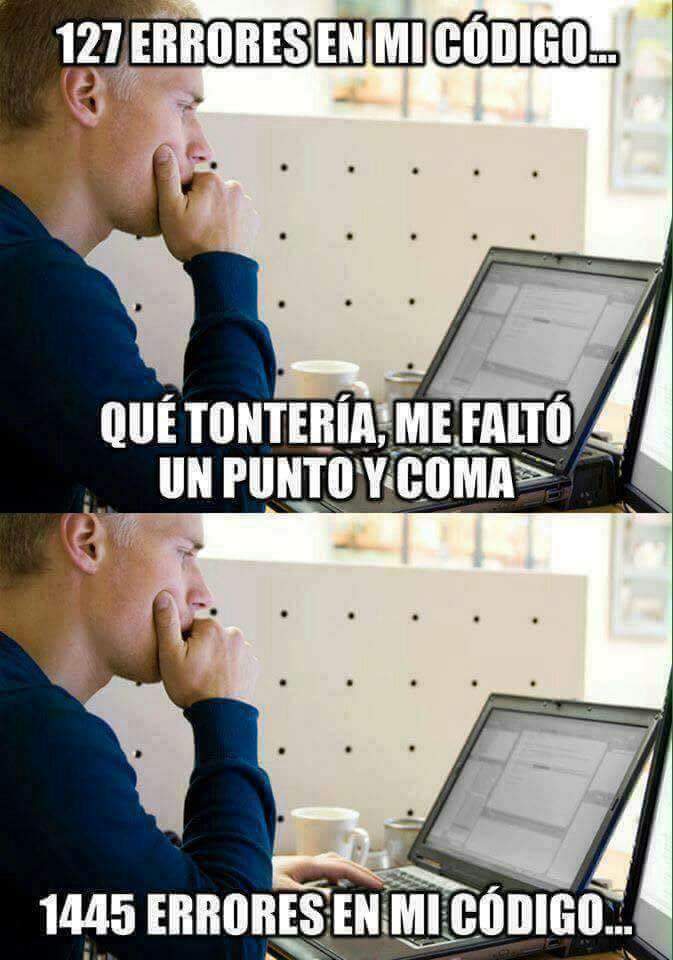 127 ERRORES EN MI CÓDIGO...
QUÉ TONTERÍA, ME FALTÓ
UN PUNTO Y COMA
1445 ERRORES EN MI CÓDIGO...